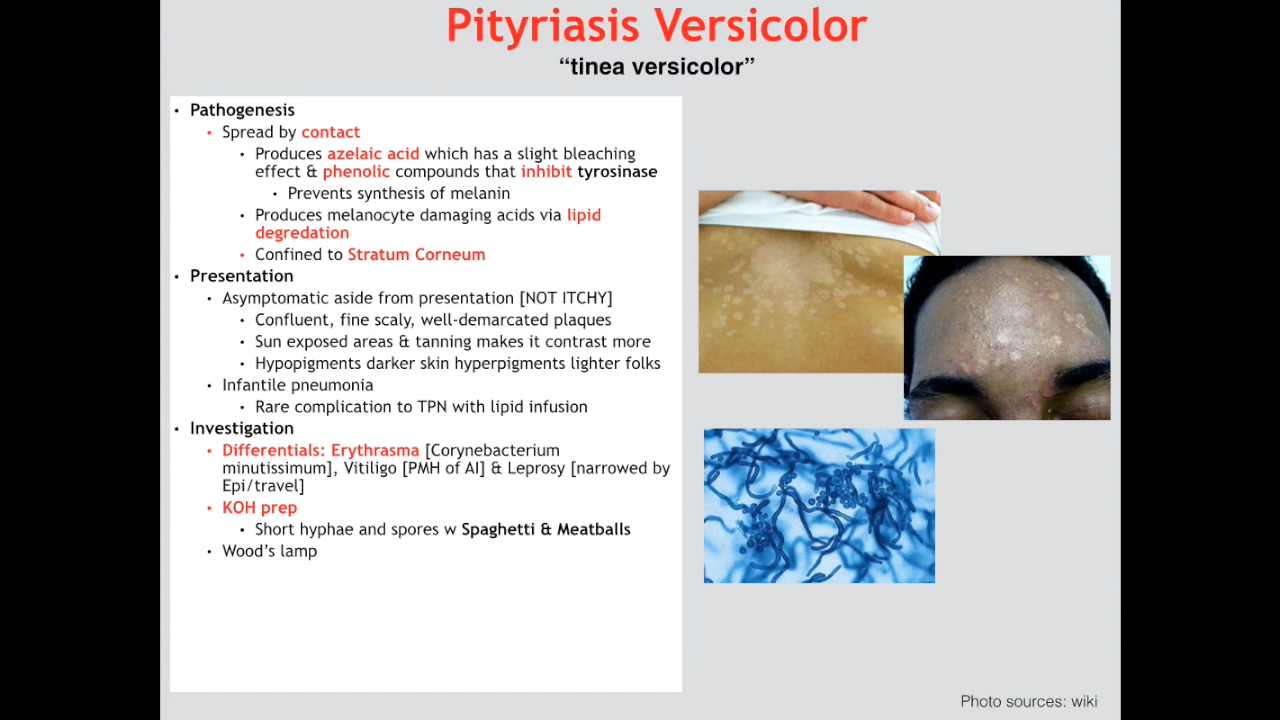 Pityriasis Versicolor
“tinea versicolor”
• Pathogenesis
• Spread by contact
• Produces azelaic acid which has a slight bleaching
effect & phenolic compounds that inhibit tyrosinase
• Prevents synthesis of melanin
• Produces melanocyte damaging acids via lipid
degredation
• Confined to Stratum Corneum
• Presentation
• Asymptomatic aside from presentation [NOT ITCHY]
• Confluent, fine scaly, well-demarcated plaques
• Sun exposed areas & tanning makes it contrast more
• Hypopigments darker skin hyperpigments lighter folks
• Infantile pneumonia
• Rare complication to TPN with lipid infusion
• Investigation
• Differentials: Erythrasma [Corynebacterium
minutissimum], Vitiligo [PMH of AI] & Leprosy [narrowed by
Epi/travel]
• KOH prep
• Short hyphae and spores w Spaghetti & Meatballs
• Wood’s lamp
Photo sources: wiki